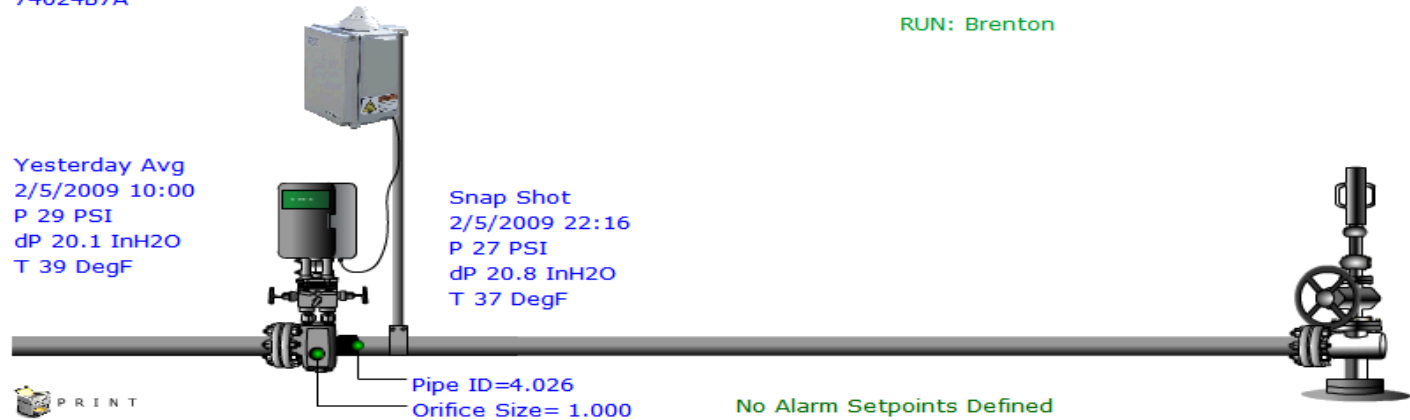 RUN: Brenton
Yesterday Avg
2/5/2009 10:00
P 29 PSI
dP 20.1 InH2O
T 39 DegF
Snap Shot
2/5/2009 22:16
P 27 PSI
dP 20.8 InH2O
T 37 DegF
Pipe ID=4.026
Orifice Size= 1.000
No Alarm Setpoints Defined
PRINT